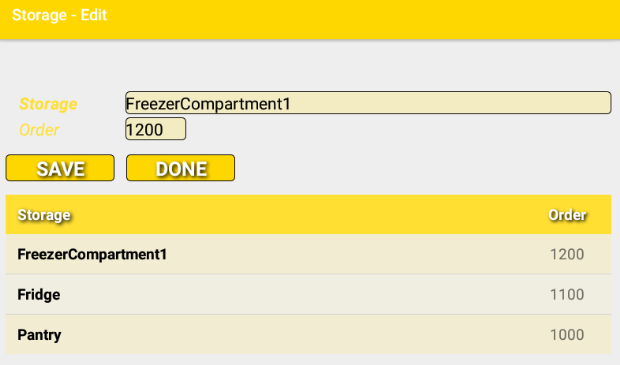 Storage - Edit
Storage FreezerCompartment1
Order 1200
SAVE DONE
Storage Order
FreezerCompartment1 1200
Fridge 1100
Pantry 1000